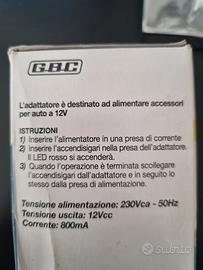 G.B.C
L'adattatore è destinato ad alimentare accessori
per auto a 12V
ISTRUZIONI
1) Inserire l'alimentatore in una presa di corrente
2) Inserire l'accendisigari nella presa dell'adattatore.
Il LED rosso si accenderà.
3) Quando l'operazione è terminata scollegare
l'accendisigari dall'adattatore e in seguito lo
stesso dalla presa di alimentazione.
Tensione alimentazione: 230Vca - 50Hz
Tensione uscita: 12Vcc
Corrente: 800mA
subito